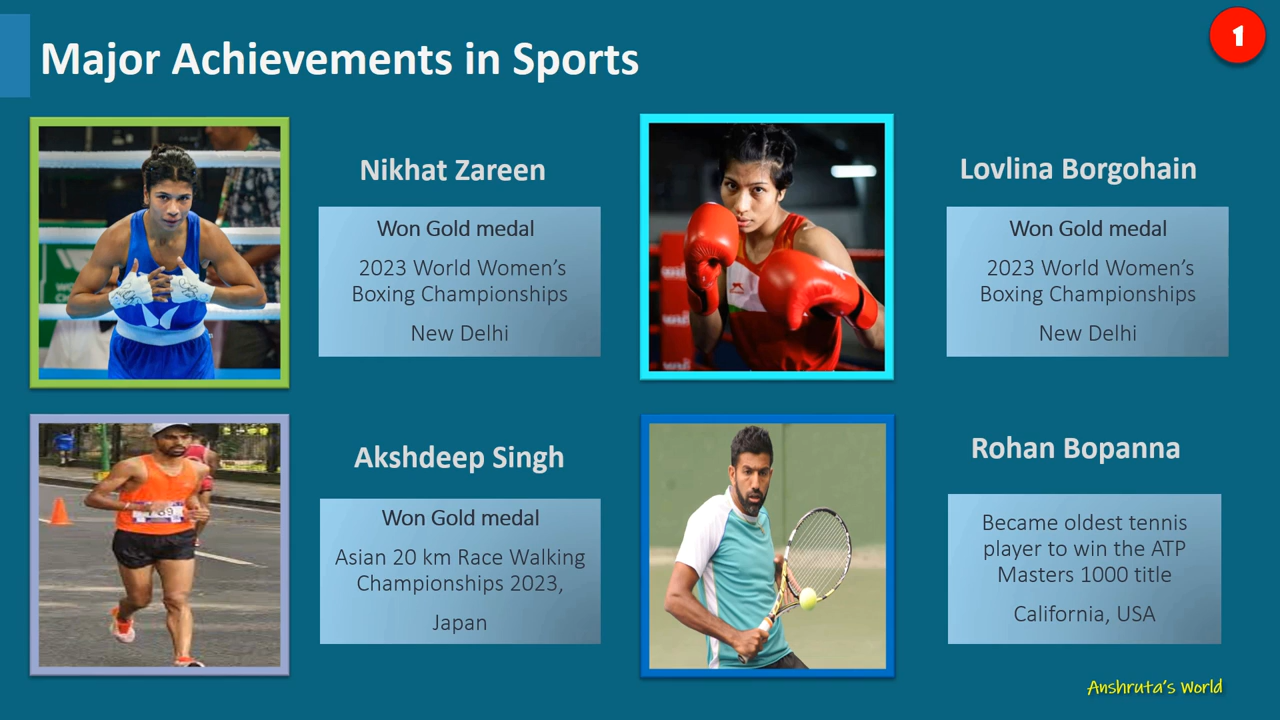 Major Achievements in Sports
1
Nikhat Zareen
Won Gold medal
2023 World Women's
Boxing Championships
New Delhi
Lovlina Borgohain
Won Gold medal
2023 World Women's
Boxing Championships
New Delhi
Akshdeep Singh
Won Gold medal
Asian 20 km Race Walking
Championships 2023,
Japan
Rohan Bopanna
Became oldest tennis
player to win the ATP
Masters 1000 title
California, USA
Anshruta's World